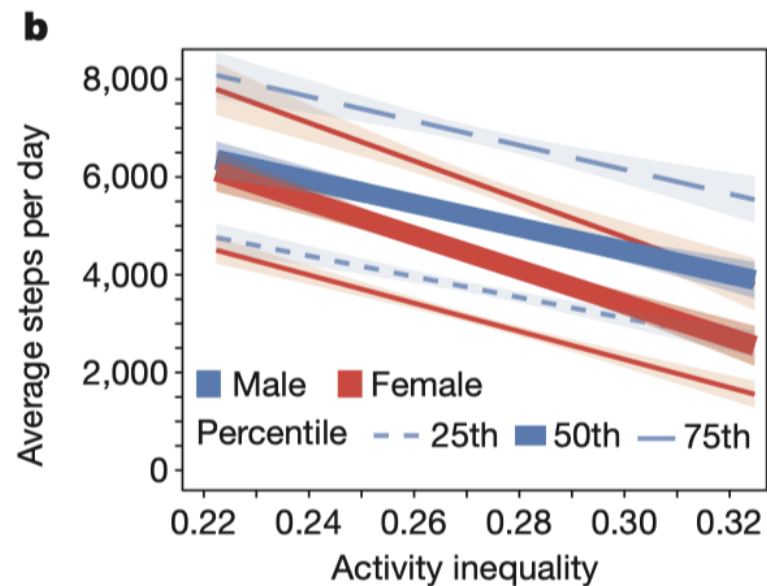 b
Average steps per day
8,000
6,000
4,000
2,000
0
Male Female
Percentile 25th 50th 75th
0.22 0.24 0.26 0.28 0.30 0.32
Activity inequality